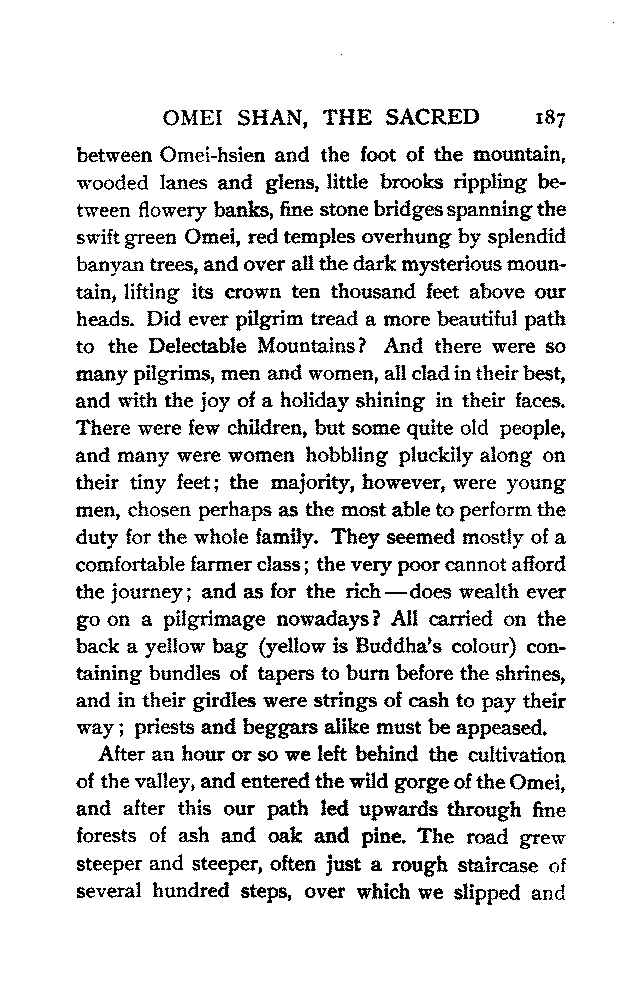 OMEI SHAN, THE SACRED 187
between Omei-hsien and the foot of the mountain,
wooded lanes and glens, little brooks rippling be-
tween flowery banks, fine stone bridges spanning the
swift green Omei, red temples overhung by splendid
banyan trees, and over all the dark mysterious moun-
tain, lifting its crown ten thousand feet above our
heads. Did ever pilgrim tread a more beautiful path
to the Delectable Mountains? And there were so
many pilgrims, men and women, all clad in their best,
and with the joy of a holiday shining in their faces.
There were few children, but some quite old people,
and many were women hobbling pluckily along on
their tiny feet; the majority, however, were young
men, chosen perhaps as the most able to perform the
duty for the whole family. They seemed mostly of a
comfortable farmer class; the very poor cannot afford
the journey; and as for the rich—does wealth ever
go on a pilgrimage nowadays? All carried on the
back a yellow bag (yellow is Buddha's colour) con-
taining bundles of tapers to burn before the shrines,
and in their girdles were strings of cash to pay their
way; priests and beggars alike must be appeased.
After an hour or so we left behind the cultivation
of the valley, and entered the wild gorge of the Omei,
and after this our path led upwards through fine
forests of ash and oak and pine. The road grew
steeper and steeper, often just a rough staircase of
several hundred steps, over which we slipped and